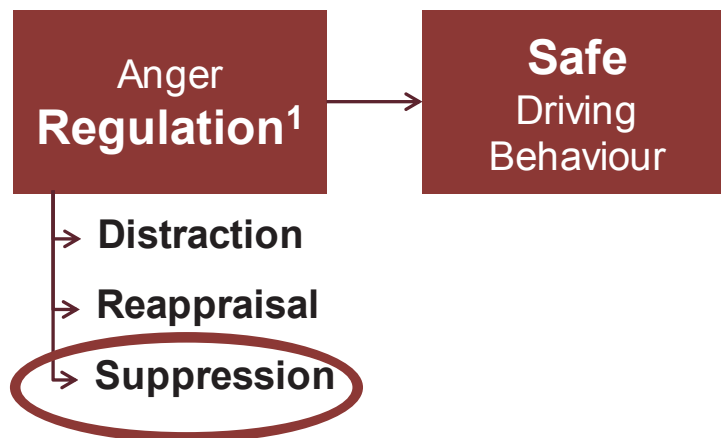 Anger
Regulation¹
Safe
Driving
Behaviour
Distraction
Reappraisal
Suppression